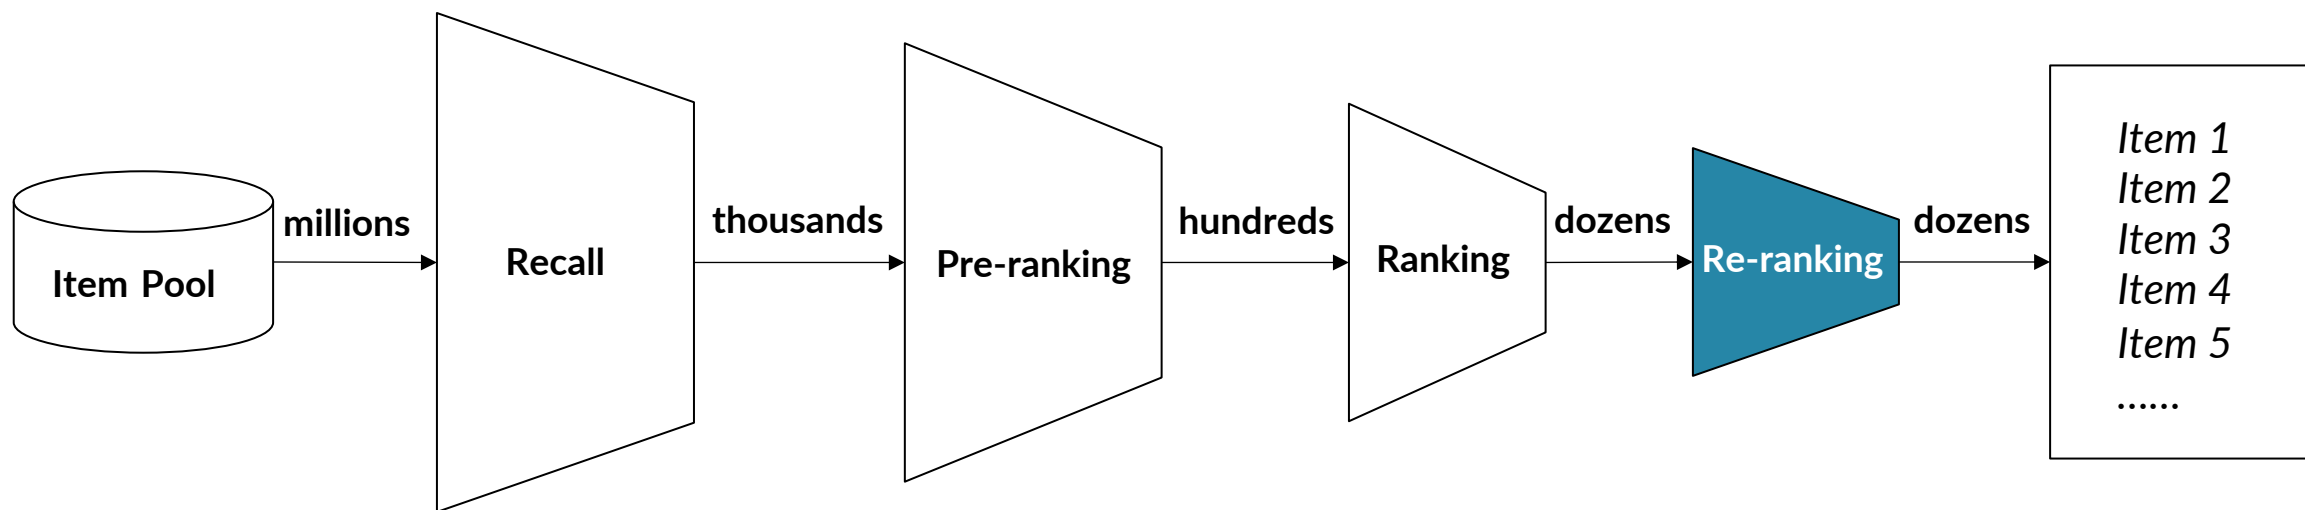 Item Pool
millions
Recall
thousands
Pre-ranking
hundreds
Ranking
dozens
Re-ranking
dozens
Item 1
Item 2
Item 3
Item 4
Item 5
......